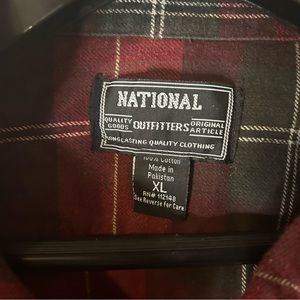 NATIONAL
QUALITY GOODS OUTFITTERS ORIGINAL ARTICLE
LONGLASTING QUALITY CLOTHING
100% Cotton
Made in
Pakistan
XL
RN# 112148
See Reverse for Care